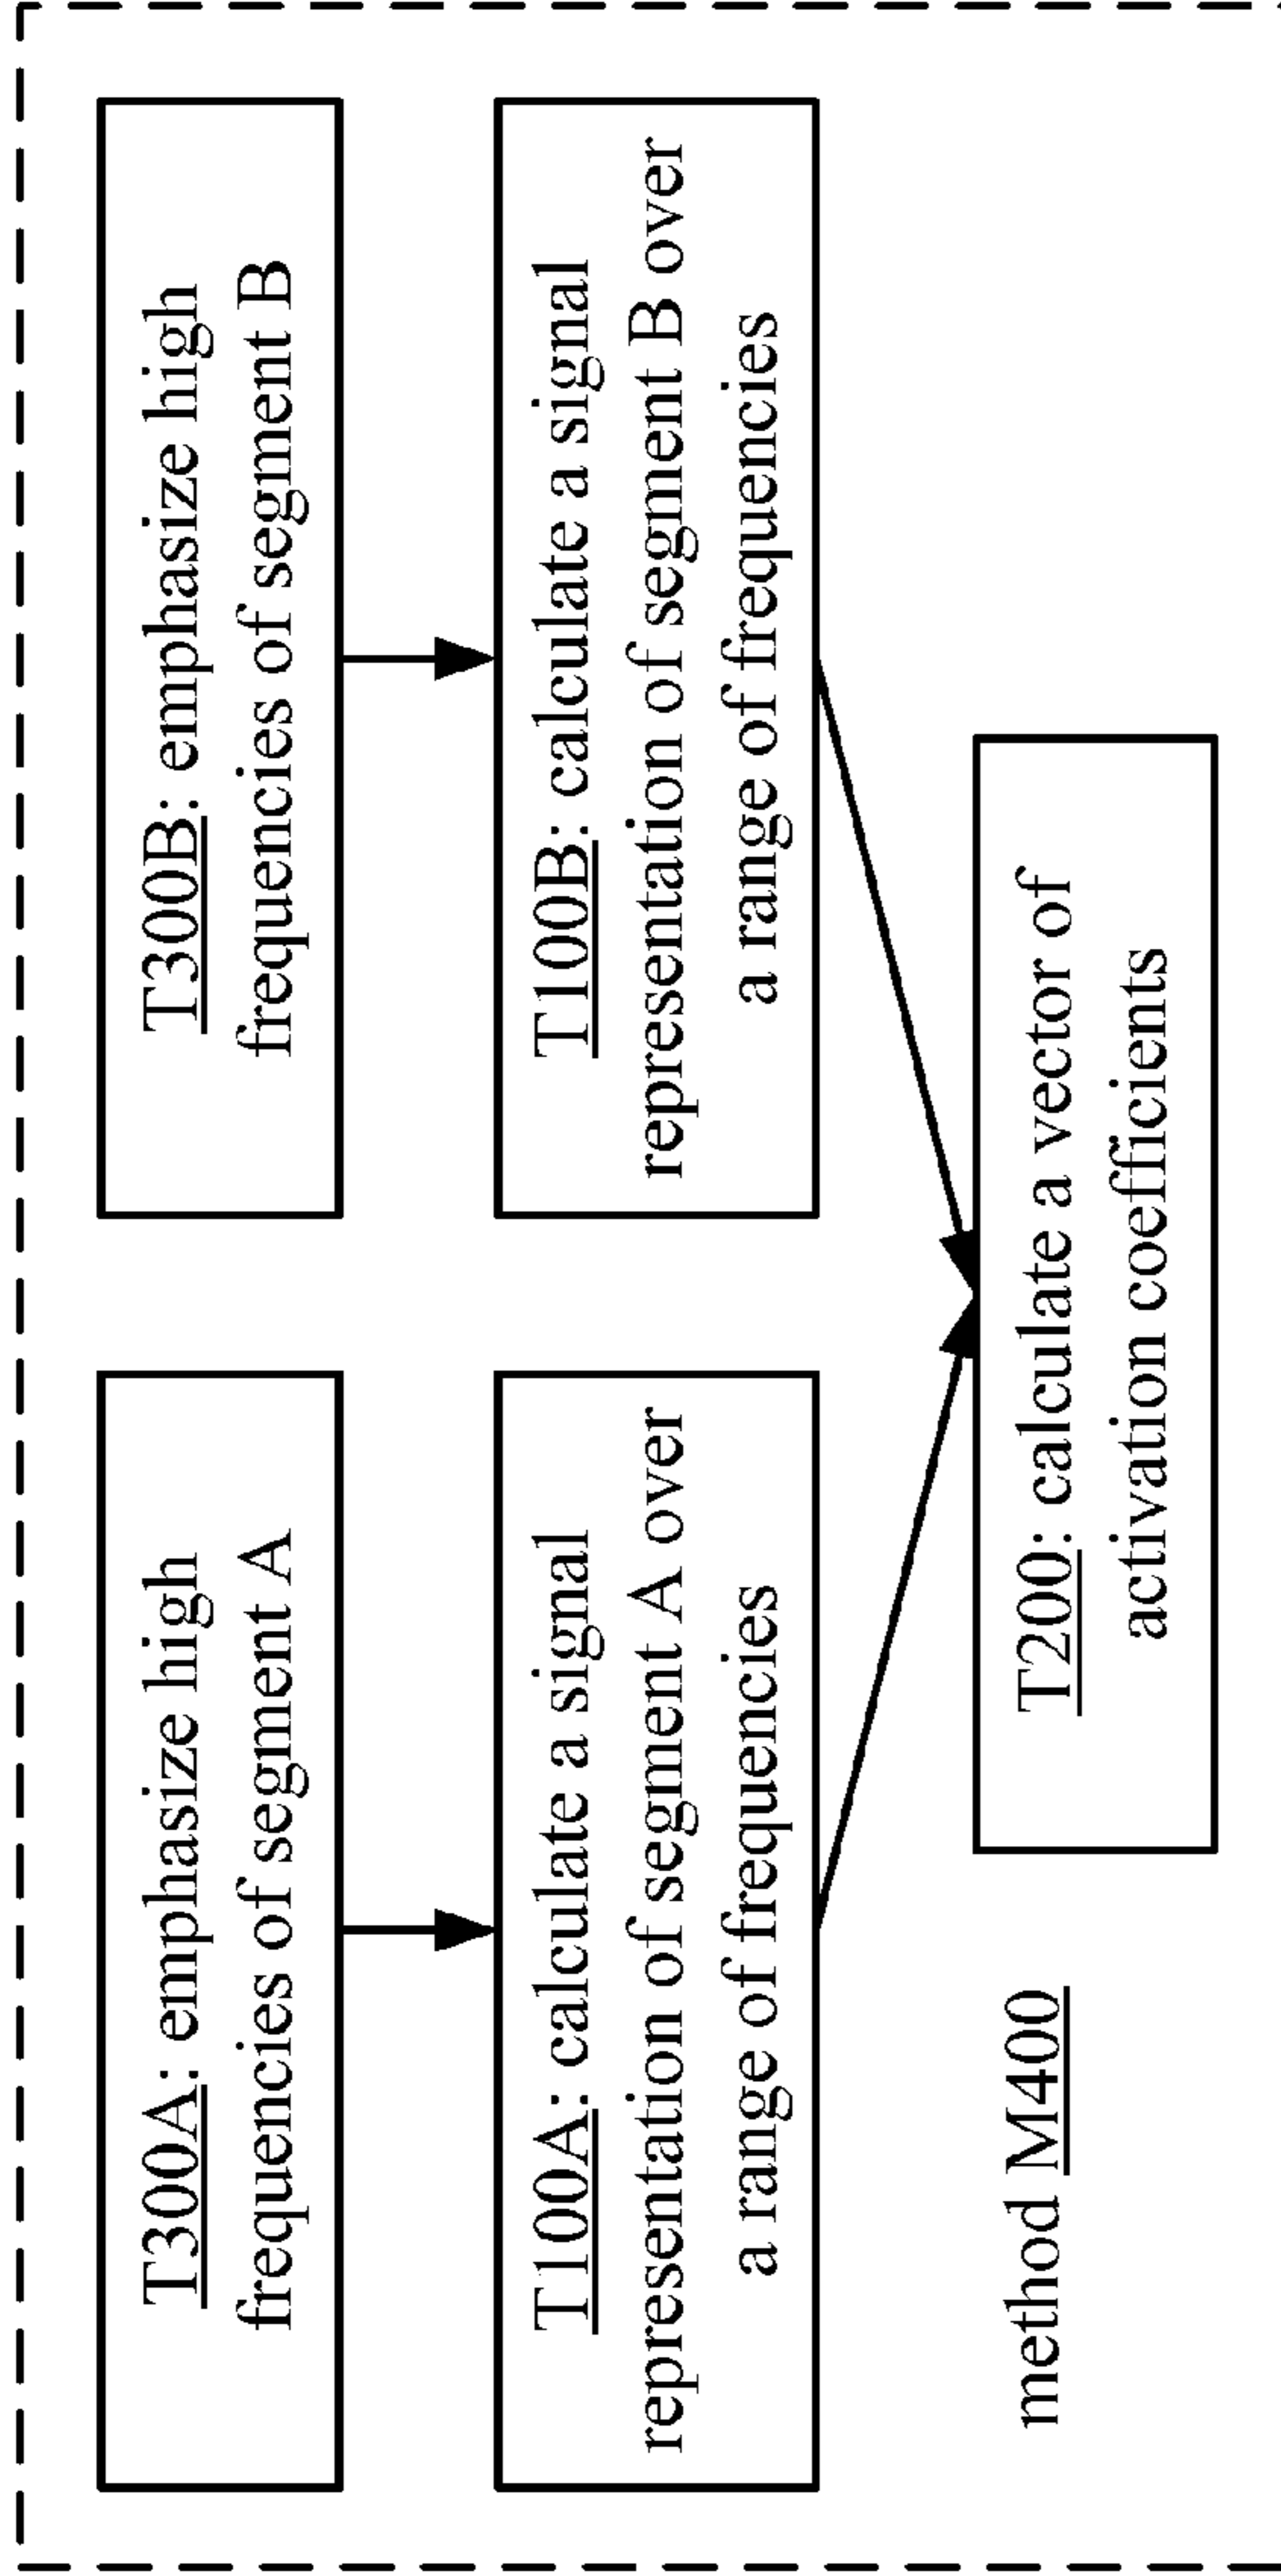 T300A: emphasize high
frequencies of segment A
T300B: emphasize high
frequencies of segment B
T100A: calculate a signal
representation of segment A over
a range of frequencies
T100B: calculate a signal
representation of segment B over
a range of frequencies
T200: calculate a vector of
activation coefficients
method M400